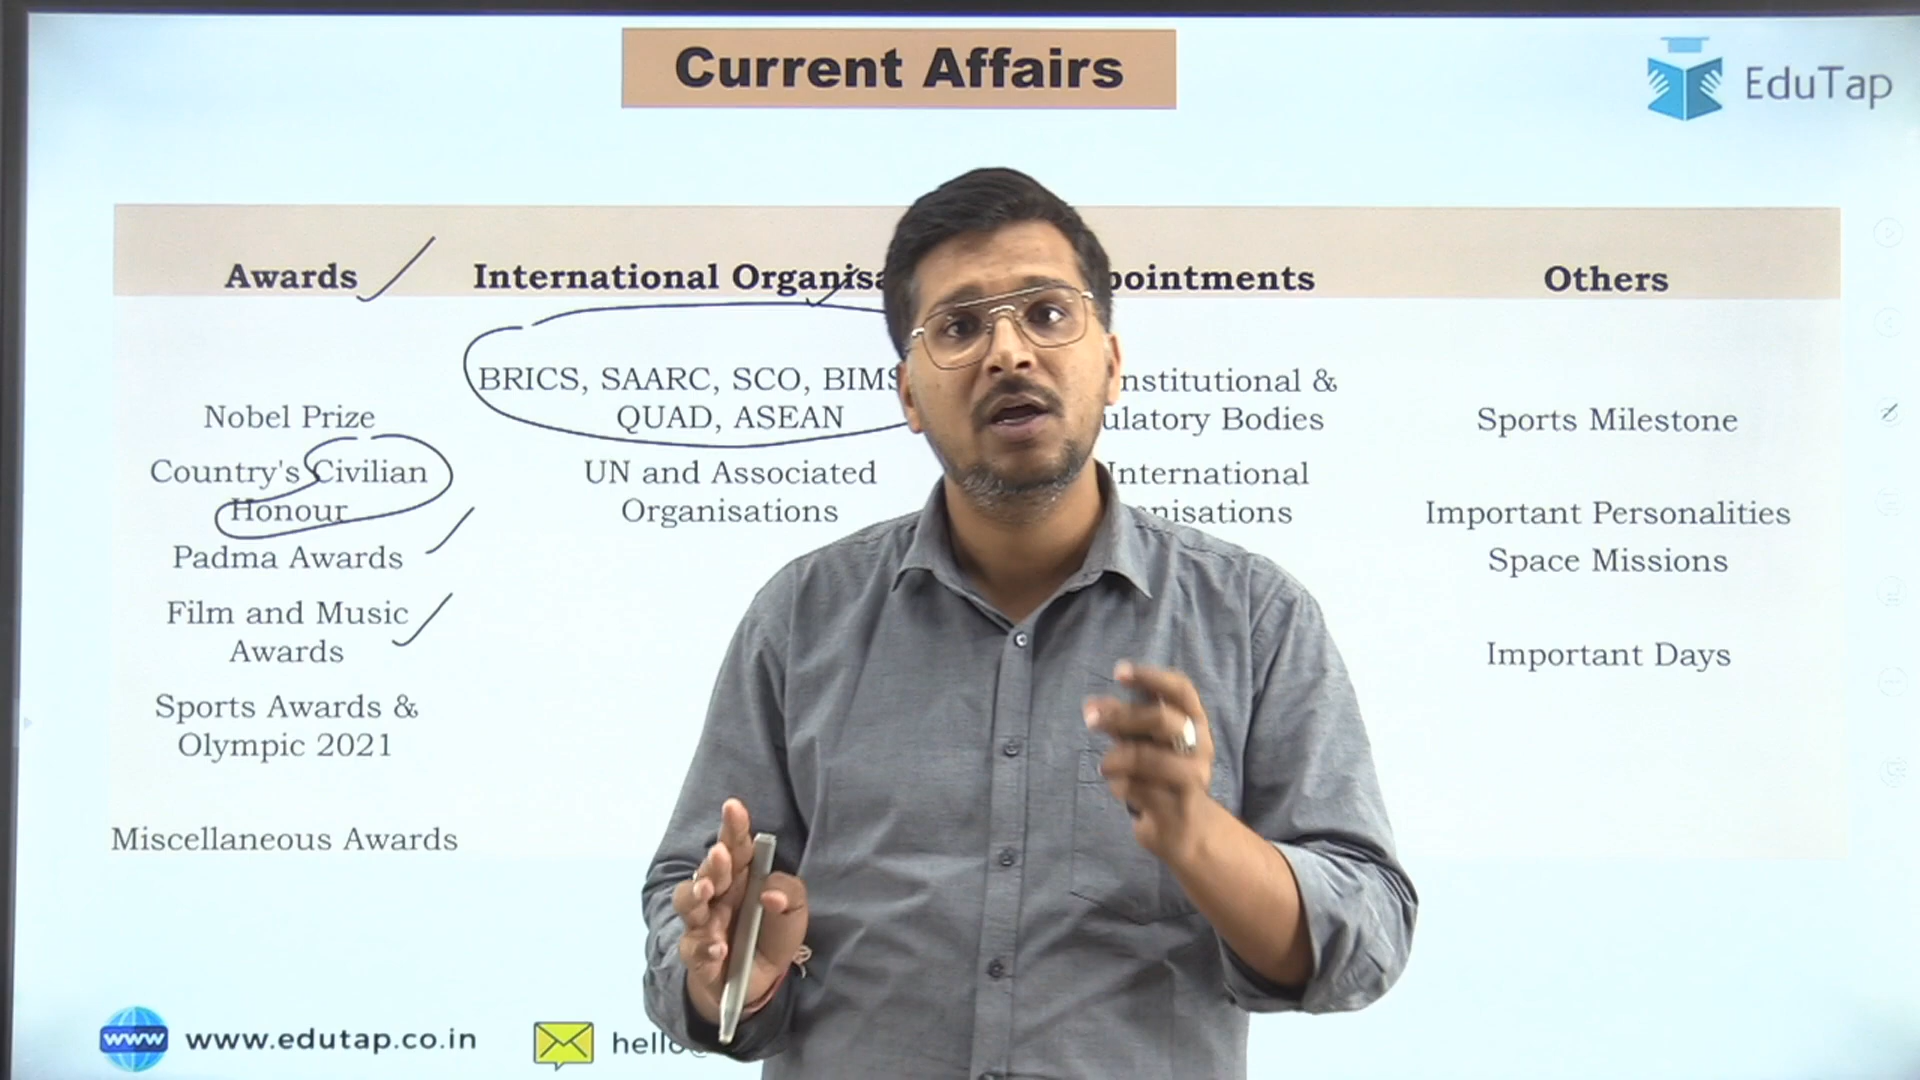 Current Affairs
EduTap
Awards
International Organisa
pointments
Others
Nobel Prize
Country's Civilian
Honour
Padma Awards
Film and Music
Awards
Sports Awards &
Olympic 2021
Miscellaneous Awards
BRICS, SAARC, SCO, BIMS
QUAD, ASEAN
UN and Associated
Organisations
nstitutional &
ulatory Bodies
International
nisations
Sports Milestone
Important Personalities
Space Missions
Important Days
www
www.edutap.co.in
hello@